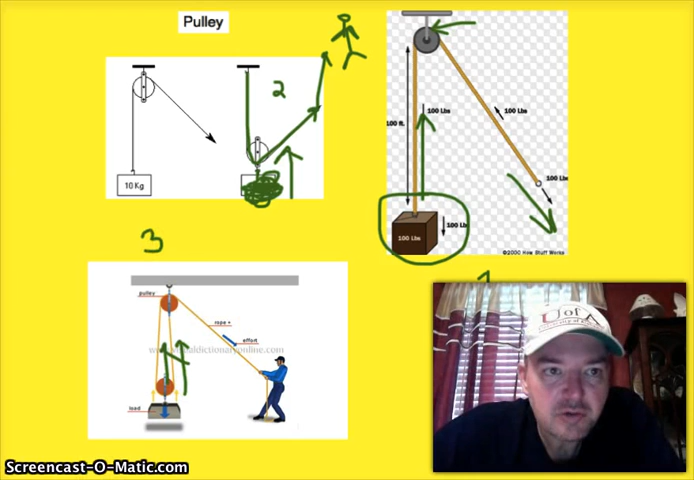 Pulley
2
100 Lbs
100 Lbs
100 ft.
100 Lbs
10 Kg
100 Lbs
100 Lbs
©2000 How Stuff Works
3
pulley
rope
effort
load
U of A
Screencast-O-Matic.com